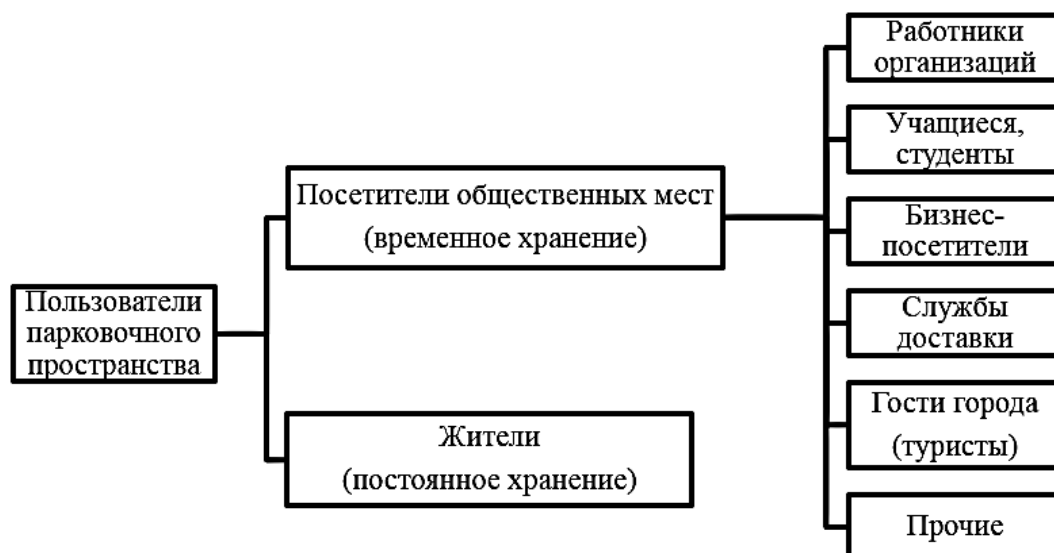 Пользователи
парковочного
пространства
Посетители общественных мест
(временное хранение)
Жители
(постоянное хранение)
Работники
организаций
Учащиеся,
студенты
Бизнес-
посетители
Службы
доставки
Гости города
(туристы)
Прочие